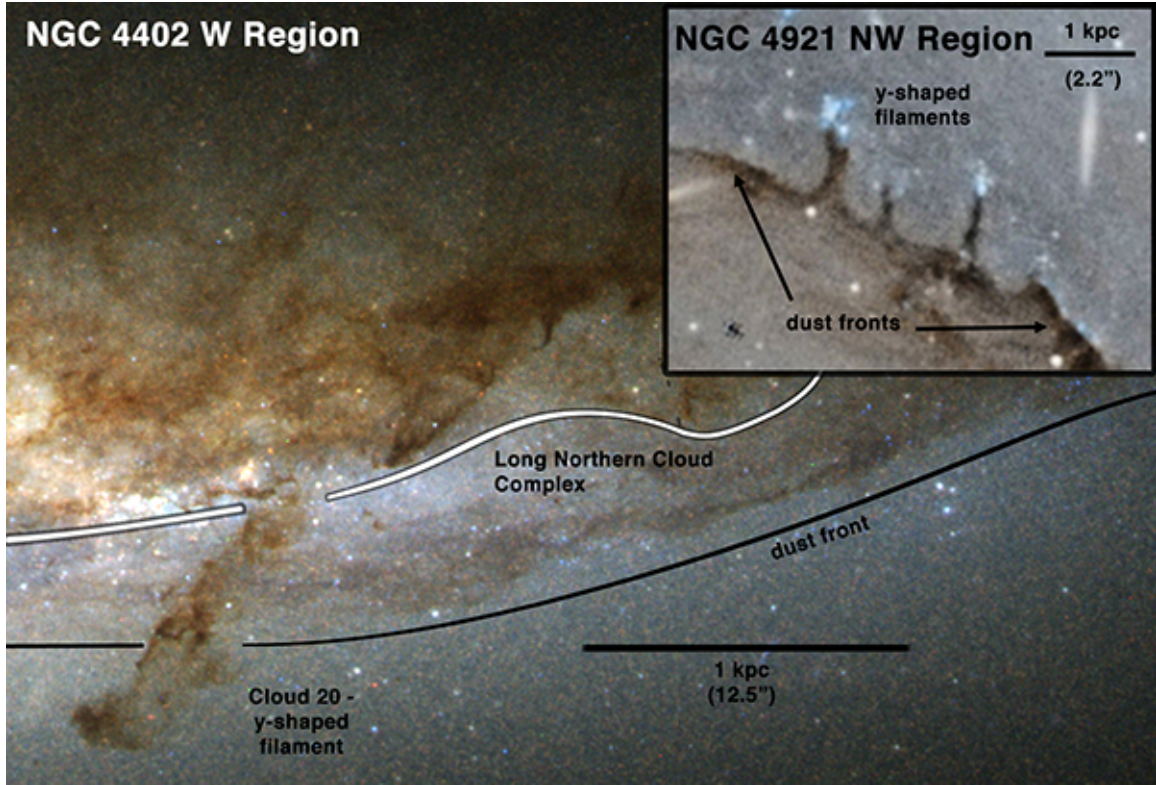 NGC 4402 W Region
NGC 4921 NW Region
1 kpc
(2.2")
y-shaped
filaments
dust fronts
Long Northern Cloud
Complex
dust front
1 kpc
(12.5")
Cloud 20 -
y-shaped
filament